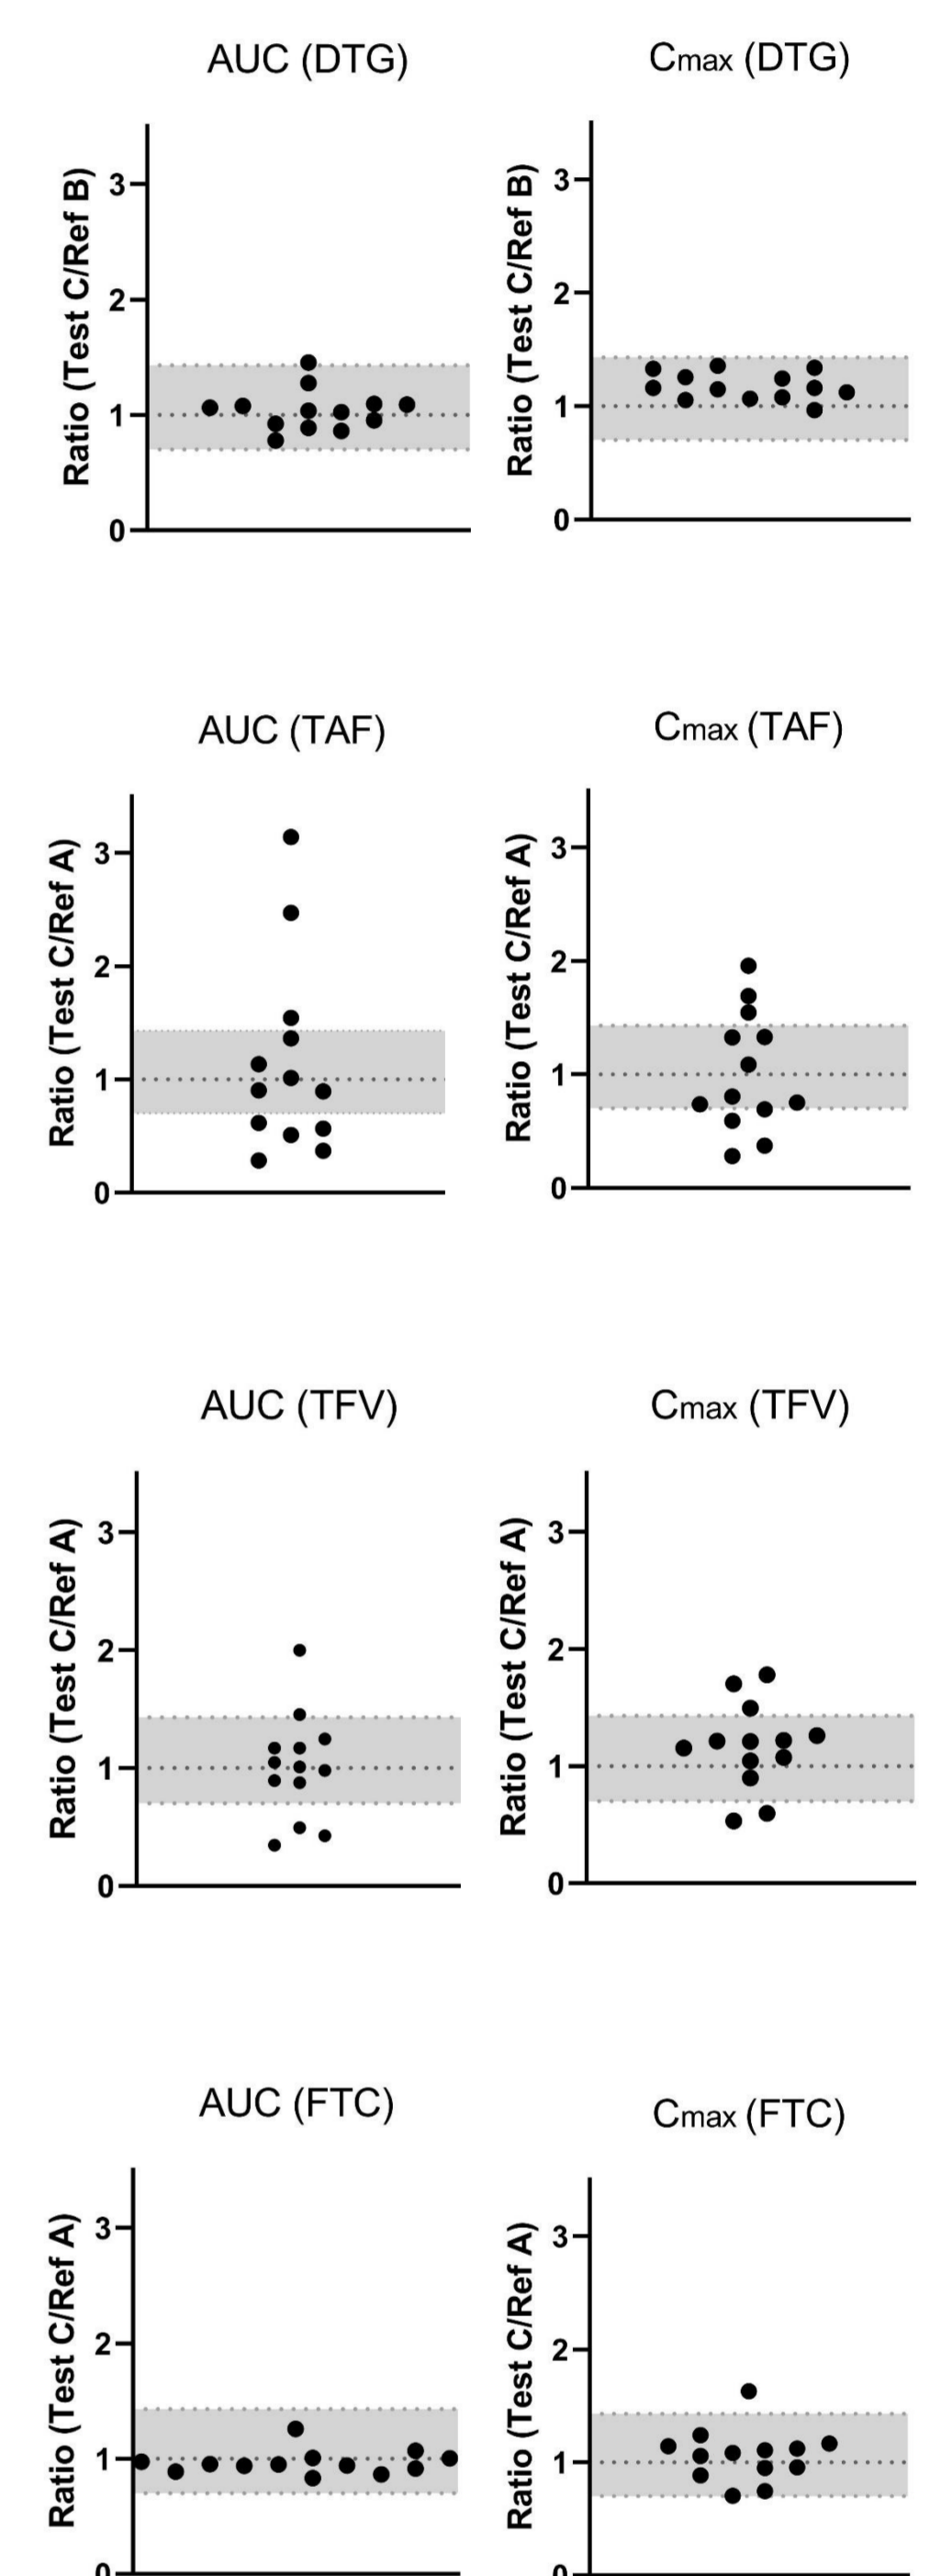 AUC (DTG)
Ratio (Test C/Ref B)
3
2
1
0
Cmax (DTG)
Ratio (Test C/Ref B)
3
2
1
0
AUC (TAF)
Ratio (Test C/Ref A)
3
2
1
0
Cmax (TAF)
Ratio (Test C/Ref A)
3
2
1
0
AUC (TFV)
Ratio (Test C/Ref A)
3
2
1
0
Cmax (TFV)
Ratio (Test C/Ref A)
3
2
1
0
AUC (FTC)
Ratio (Test C/Ref A)
3
2
1
0
Cmax (FTC)
Ratio (Test C/Ref A)
3
2
1
0